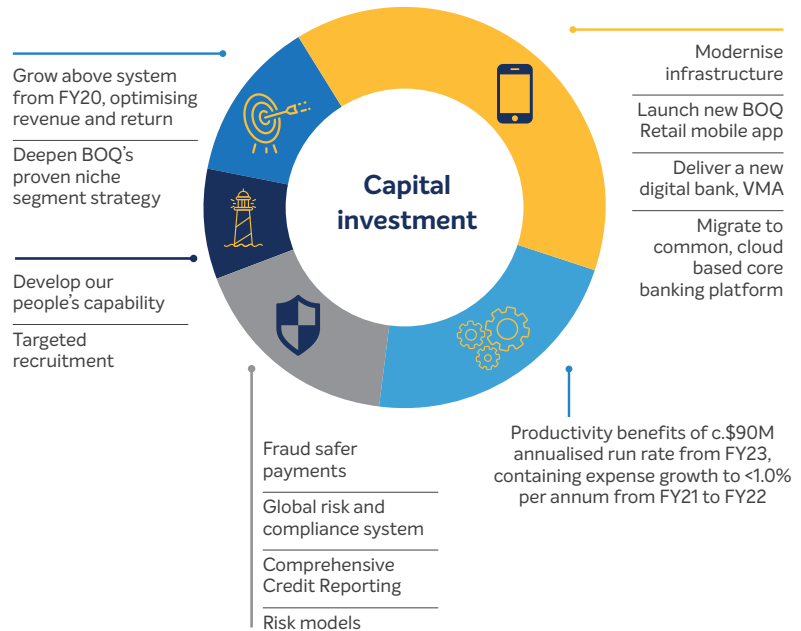 Grow above system
from FY20, optimising
revenue and return
Deepen BOQ's
proven niche
segment strategy
Develop our
people's capability
Targeted
recruitment
Capital
investment
Modernise
infrastructure
Launch new BOQ
Retail mobile app
Deliver a new
digital bank, VMA
Migrate to
common, cloud
based core
banking platform
Fraud safer
payments
Global risk and
compliance system
Comprehensive
Credit Reporting
Risk models
Productivity benefits of c.$90M
annualised run rate from FY23,
containing expense growth to <1.0%
per annum from FY21 to FY22